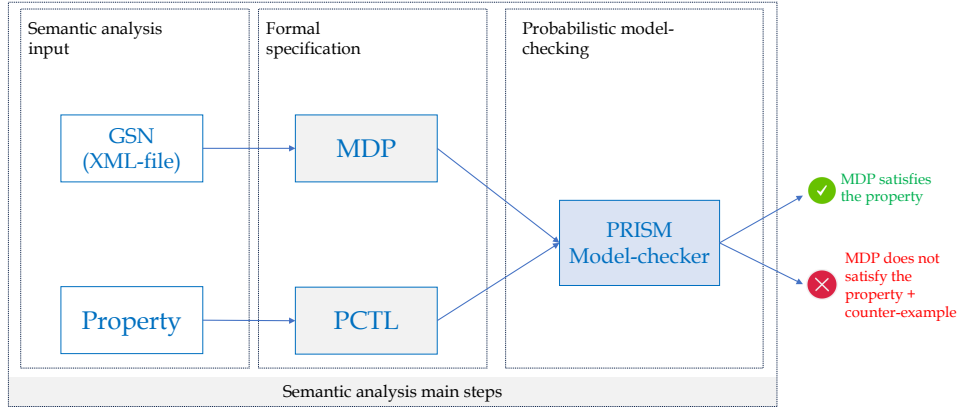 Semantic analysis
input
Formal
specification
Probabilistic model-
checking
GSN
(XML-file)
MDP
PRISM
Model-checker
MDP satisfies
the property
MDP does not
satisfy the
property +
counter-example
Property
PCTL
Semantic analysis main steps